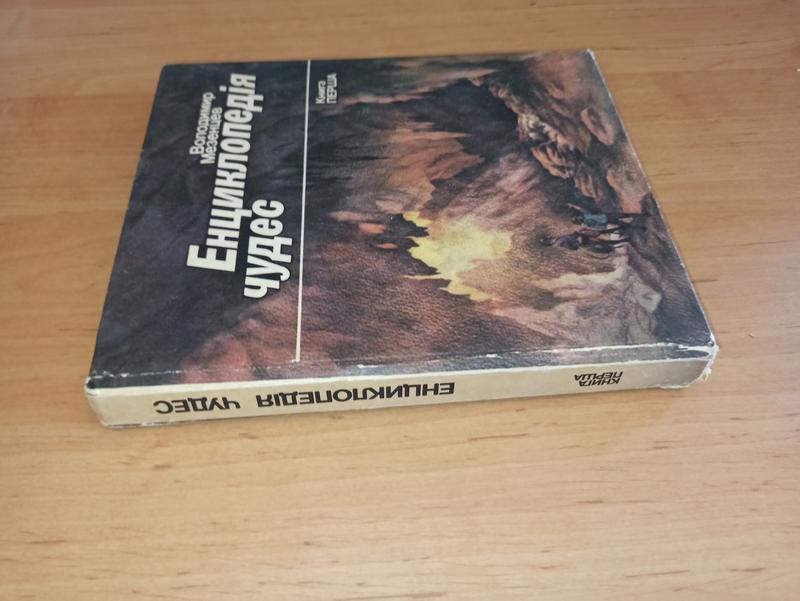 Володимир
Мезенцев
Енциклопедія
чудес
Книга
ПЕРША
ЕНЦИКЛОПЕДІЯ ЧУДЕС
КНИГА
ПЕРША